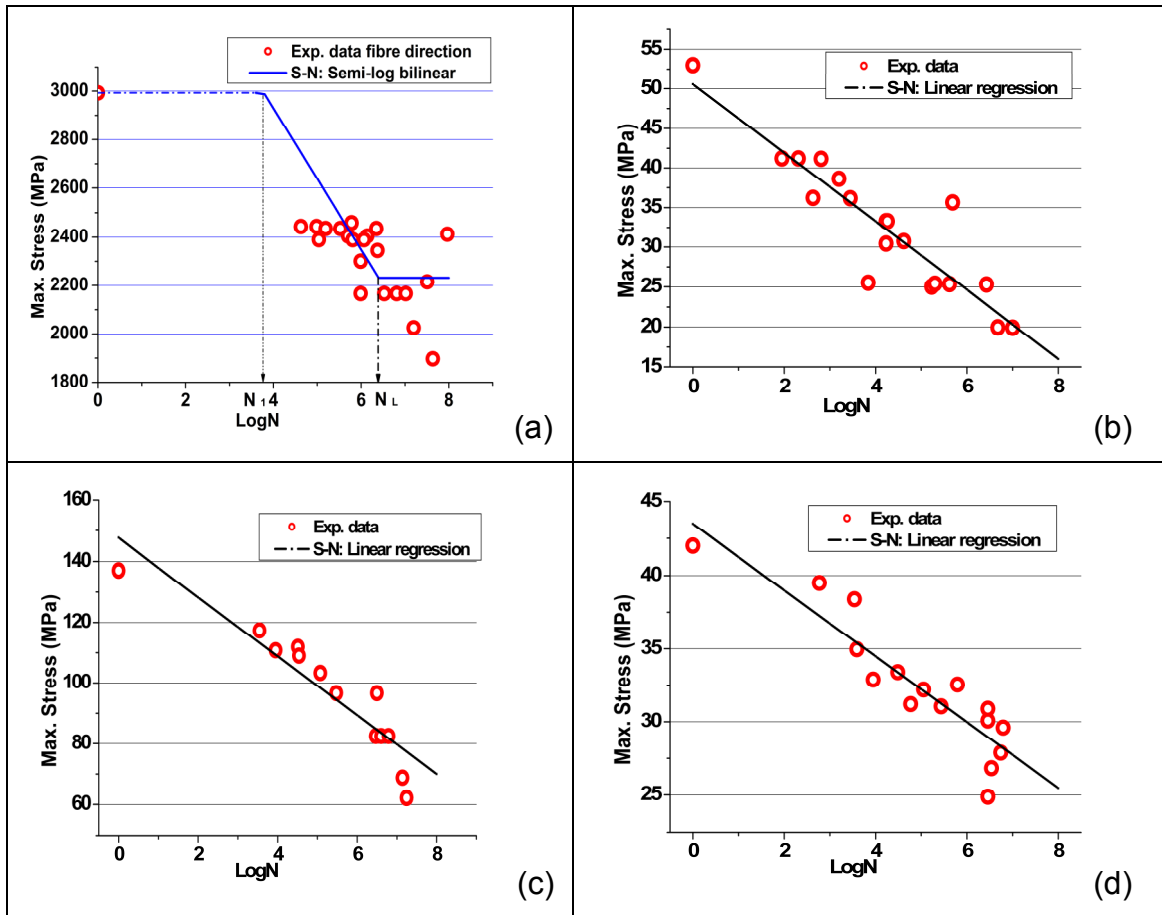 Exp. data fibre direction
S-N: Semi-log bilinear
Max. Stress (MPa)
3000
2800
2600
2400
2200
2000
1800
0 2 N 1 4 6 N L 8
LogN
(a)
Exp. data
S-N: Linear regression
Max. Stress (MPa)
55
50
45
40
35
30
25
20
15
0 2 4 6 8
LogN
(b)
Exp. data
S-N: Linear regression
Max. Stress (MPa)
160
140
120
100
80
60
0 2 4 6 8
LogN
(c)
Exp. data
S-N: Linear regression
Max. Stress (MPa)
45
40
35
30
25
0 2 4 6 8
LogN
(d)